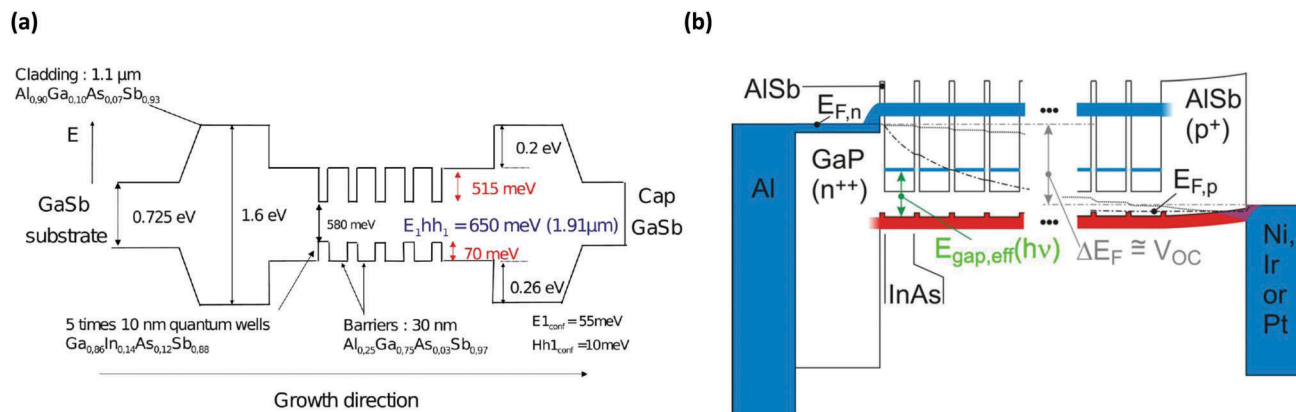 (a)
Cladding : 1.1 µm
Al0,90Ga0,10As0,07Sb0,93
E
GaSb
substrate
0.725 eV
1.6 eV
580 meV
515 meV
E1hh1 = 650 meV (1.91µm)
70 meV
0.2 eV
0.26 eV
Cap
GaSb
5 times 10 nm quantum wells
Ga0,86In0,14As0,12Sb0,88
Barriers : 30 nm
Al0,25Ga0,75As0,03Sb0,97
E1conf = 55meV
Hh1conf = 10meV
Growth direction
(b)
AlSb
EF,n
GaP
(n++)
Al
AlSb
(p+)
EF,p
Egap,eff(hν)
ΔEF ≅ VOC
InAs
Ni,
Ir
or
Pt